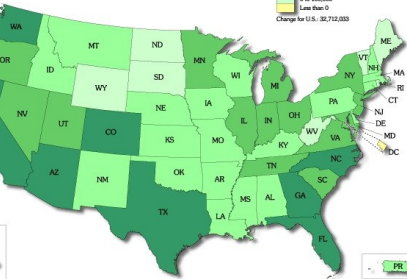 Less than 0
Change for U.S.: 32,712,033
WA
MT
ND
MN
ME
OR
ID
SD
WI
VT
NH
WY
MI
NY
MA
RI
CT
NV
UT
NE
IA
PA
NJ
CO
IL
IN
OH
DE
KS
MO
WV
VA
MD
DC
KY
AZ
NM
OK
AR
TN
NC
SC
TX
MS
AL
GA
LA
FL
PR